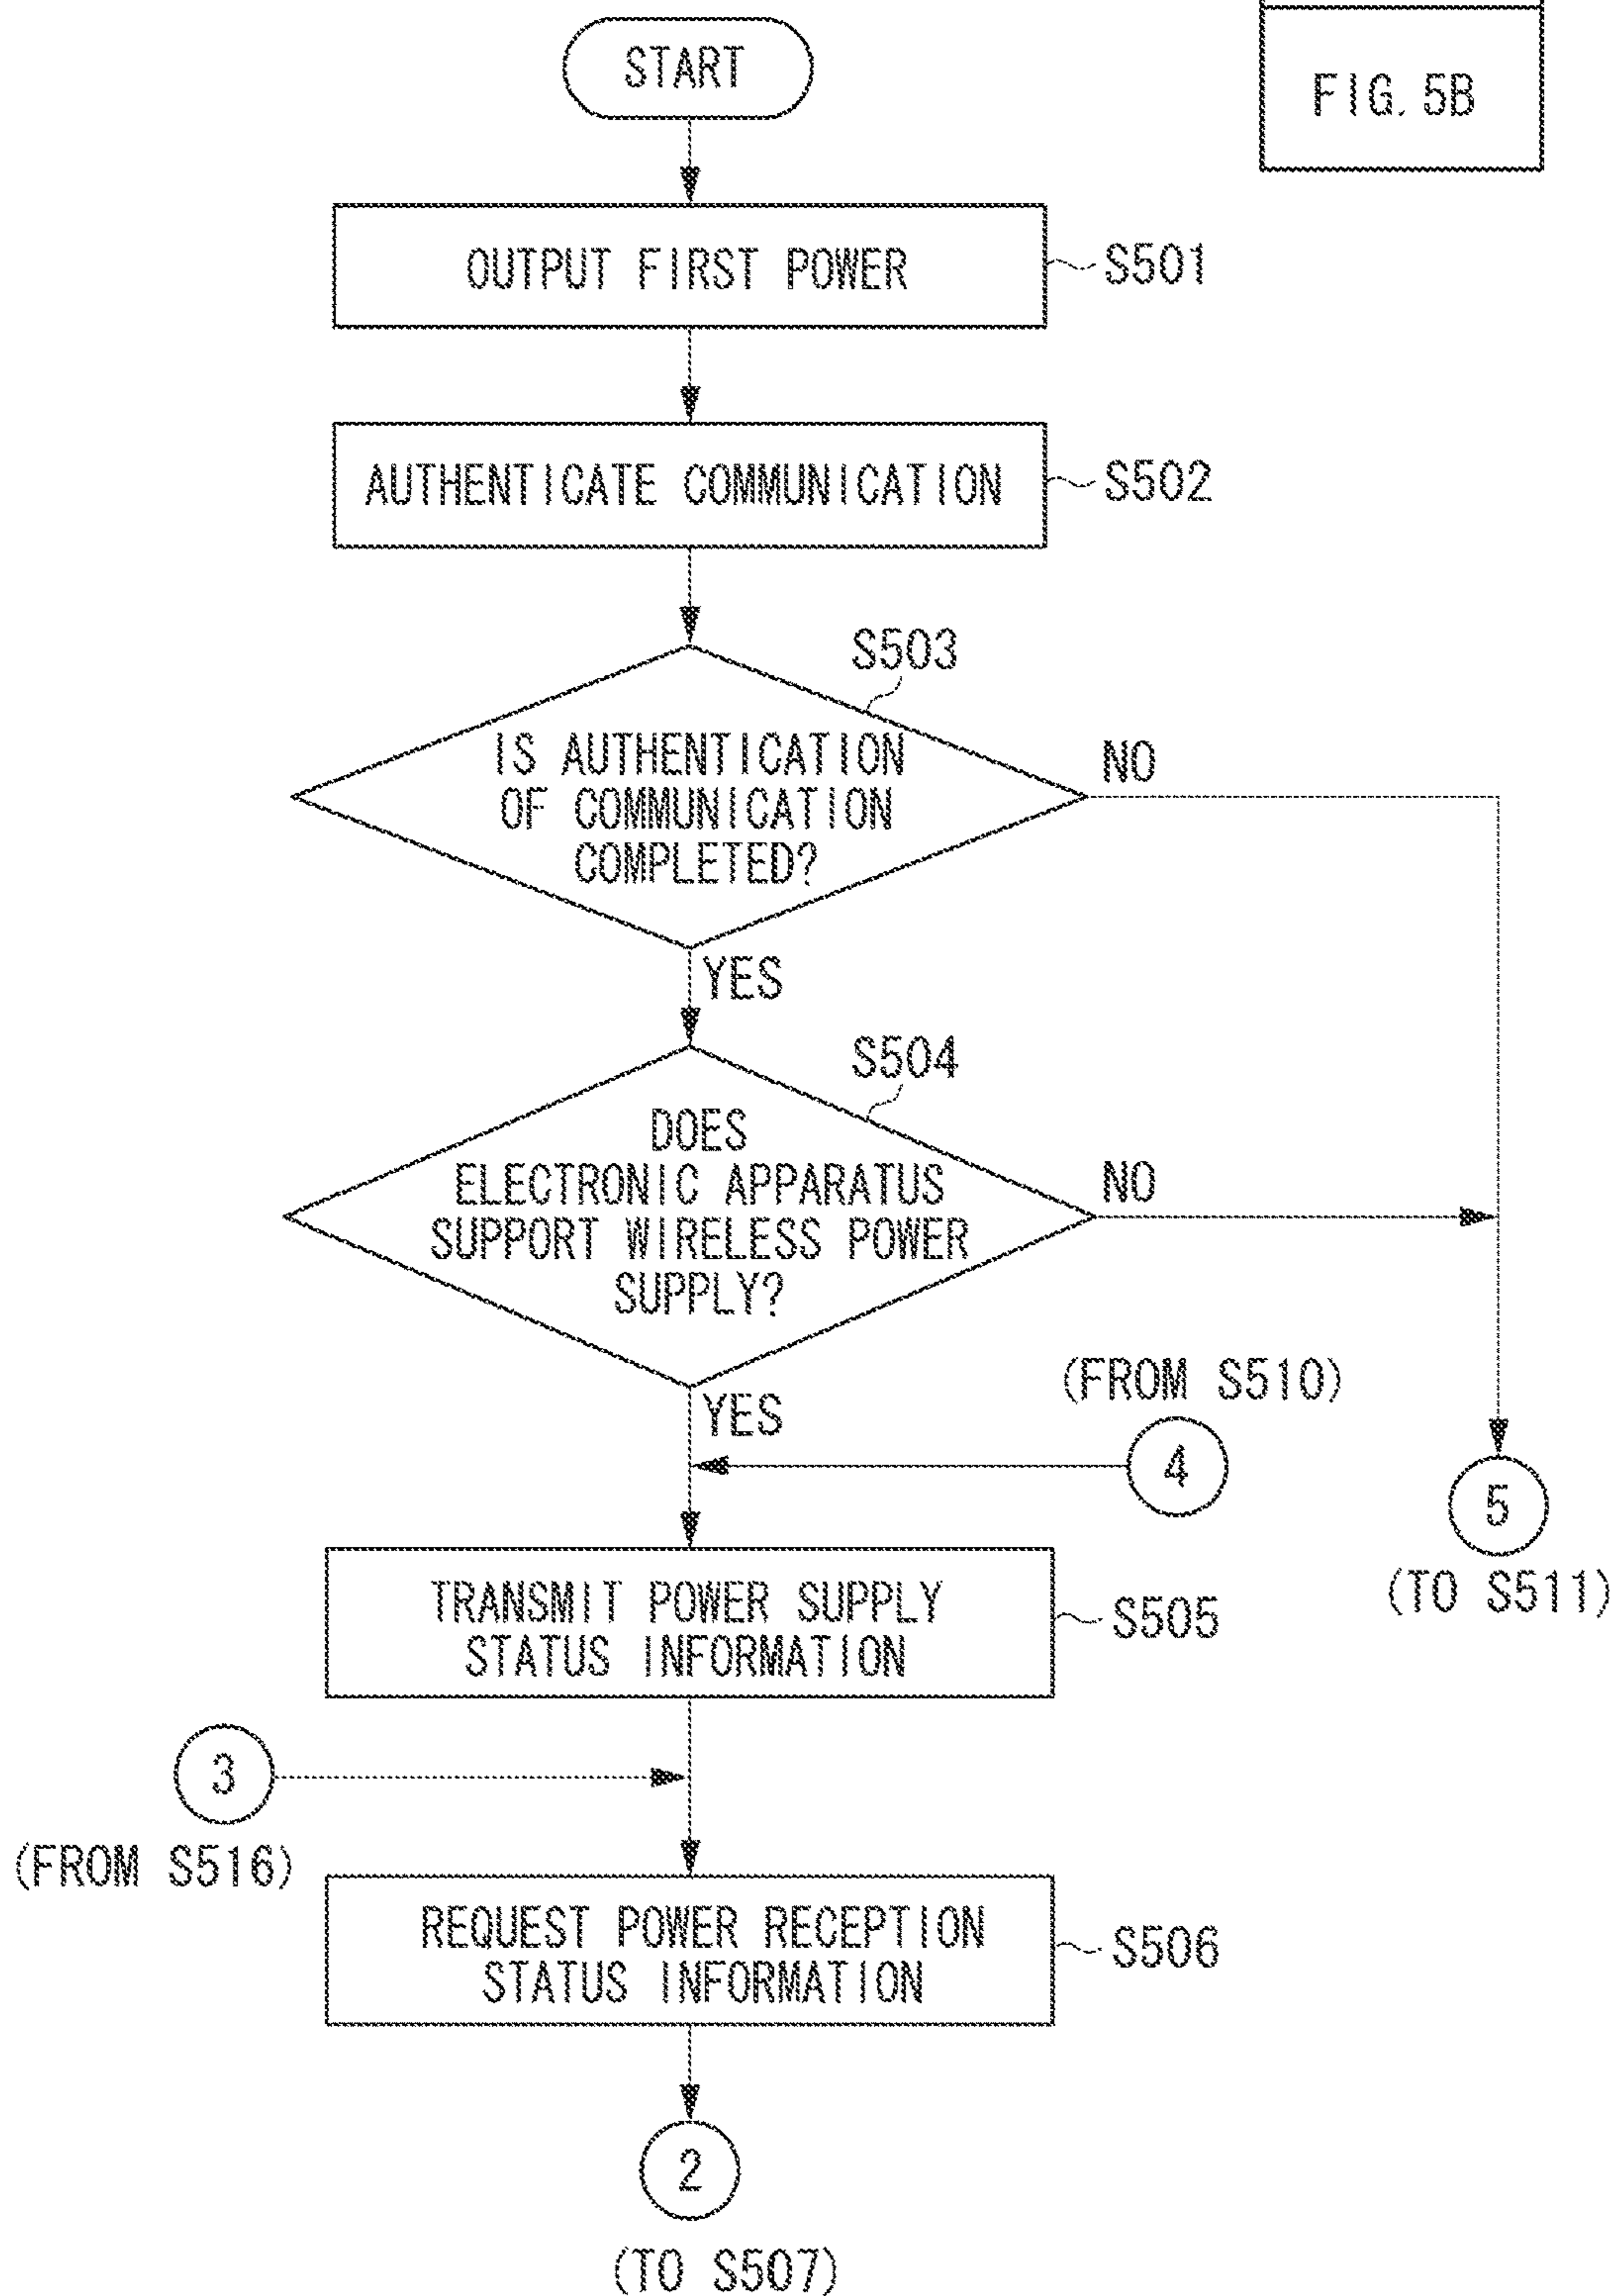 START
FIG. 5B
OUTPUT FIRST POWER
S501
AUTHENTICATE COMMUNICATION
S502
S503
IS AUTHENTICATION
OF COMMUNICATION
COMPLETED?
NO
YES
S504
DOES
ELECTRONIC APPARATUS
SUPPORT WIRELESS POWER
SUPPLY?
NO
YES
(FROM S510)
4
5
(TO S511)
TRANSMIT POWER SUPPLY
STATUS INFORMATION
S505
3
(FROM S516)
REQUEST POWER RECEPTION
STATUS INFORMATION
S506
2
(TO S507)